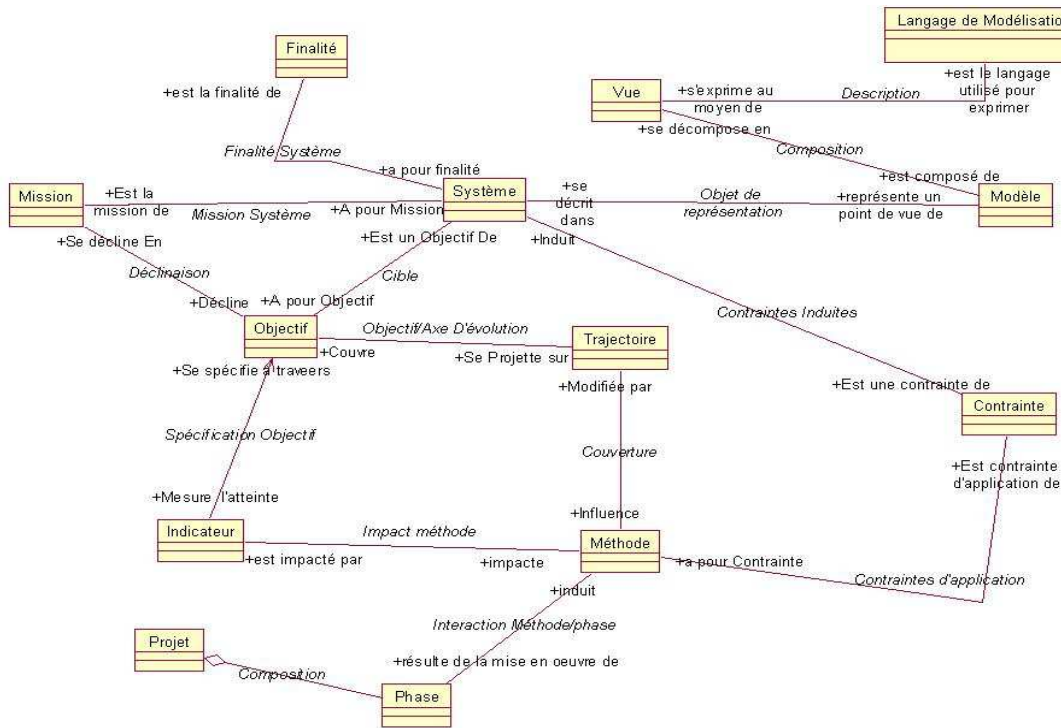 Langage de Modélisatio
Finalité
+est la finalité de
Vue
+s'exprime au
moyen de
Description
+est le langage
utilisé pour
exprimer
+se décompose en
Composition
Finalité Système
+a pour finalité
+est composé de
Mission
+Est la
mission de
Mission Système
+A pour Mission
Système
+se
décrit
dans
Objet de
représentation
+représente un
point de vue de
Modèle
+Se décline En
+Est un Objectif De
+Induit
Déclinaison
Cible
+Décline
+A pour Objectif
Contraintes Induites
Objectif
Objectif/Axe D'évolution
Trajectoire
+Couvre
+Se Projette sur
+Se spécifie à traveers
+Modifiée par
+Est une contrainte de
Contrainte
Spécification Objectif
Couverture
+Est contrainte
d'application de
+Mesure l'atteinte
+Influence
Indicateur
Impact méthode
Méthode
+est impacté par
+impacte
+a pour Contrainte
Contraintes d'application
+induit
Interaction Méthode/phase
Projet
+résulte de la mise en oeuvre de
Composition
Phase